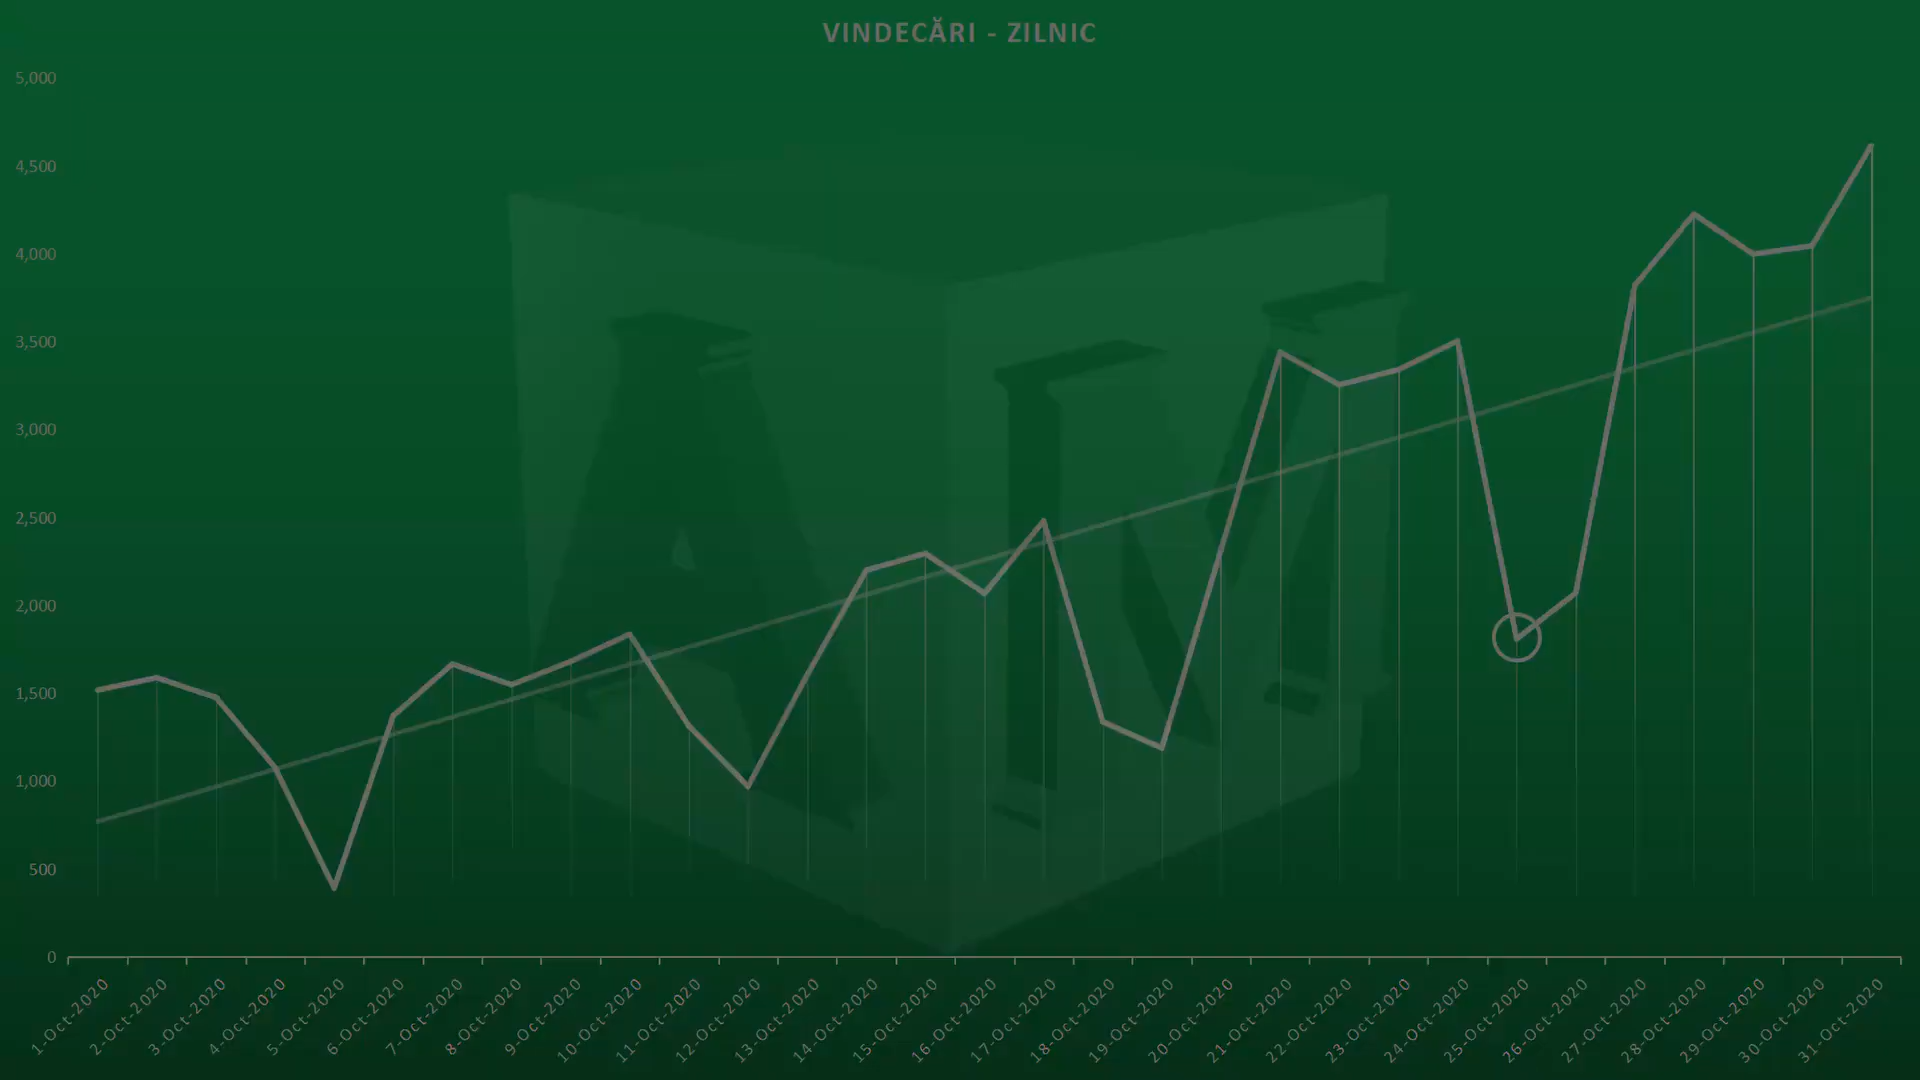 VINDECĂRI - ZILNIC
5,000
4,500
4,000
3,500
3,000
2,500
2,000
1,500
1,000
500
0
1-Oct-2020
2-Oct-2020
3-Oct-2020
4-Oct-2020
5-Oct-2020
6-Oct-2020
7-Oct-2020
8-Oct-2020
9-Oct-2020
10-Oct-2020
11-Oct-2020
12-Oct-2020
13-Oct-2020
14-Oct-2020
15-Oct-2020
16-Oct-2020
17-Oct-2020
18-Oct-2020
19-Oct-2020
20-Oct-2020
21-Oct-2020
22-Oct-2020
23-Oct-2020
24-Oct-2020
25-Oct-2020
26-Oct-2020
27-Oct-2020
28-Oct-2020
29-Oct-2020
30-Oct-2020
31-Oct-2020
AM